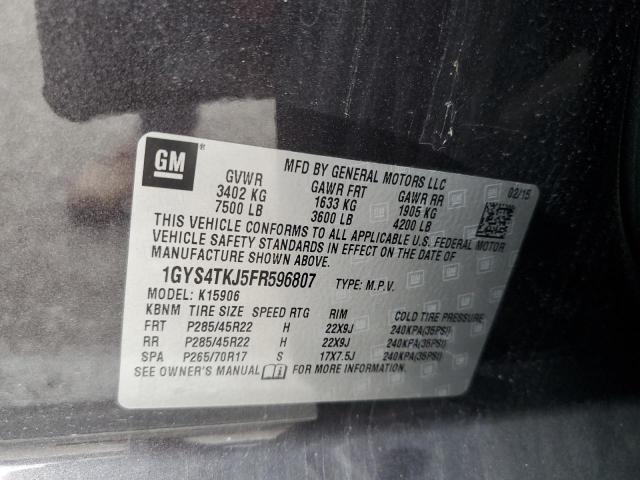 GM
MFD BY GENERAL MOTORS LLC
02/15
GVWR GAWR FRT GAWR RR
3402 KG 1633 KG 1905 KG
7500 LB 3600 LB 4200 LB
THIS VEHICLE CONFORMS TO ALL APPLICABLE U.S. FEDERAL MOTOR
VEHICLE SAFETY STANDARDS IN EFFECT ON THE DATE OF
MANUFACTURE SHOWN ABOVE.
1GYS4TKJ5FR596807 TYPE: M.P.V.
MODEL: K15906
KBNM TIRE SIZE SPEED RTG RIM COLD TIRE PRESSURE
FRT P285/45R22 H 22X9J 240KPA(35PSI)
RR P285/45R22 H 22X9J 240KPA(35PSI)
SPA P265/70R17 S 17X7.5J 240KPA(35PSI)
SEE OWNER'S MANUAL FOR MORE INFORMATION